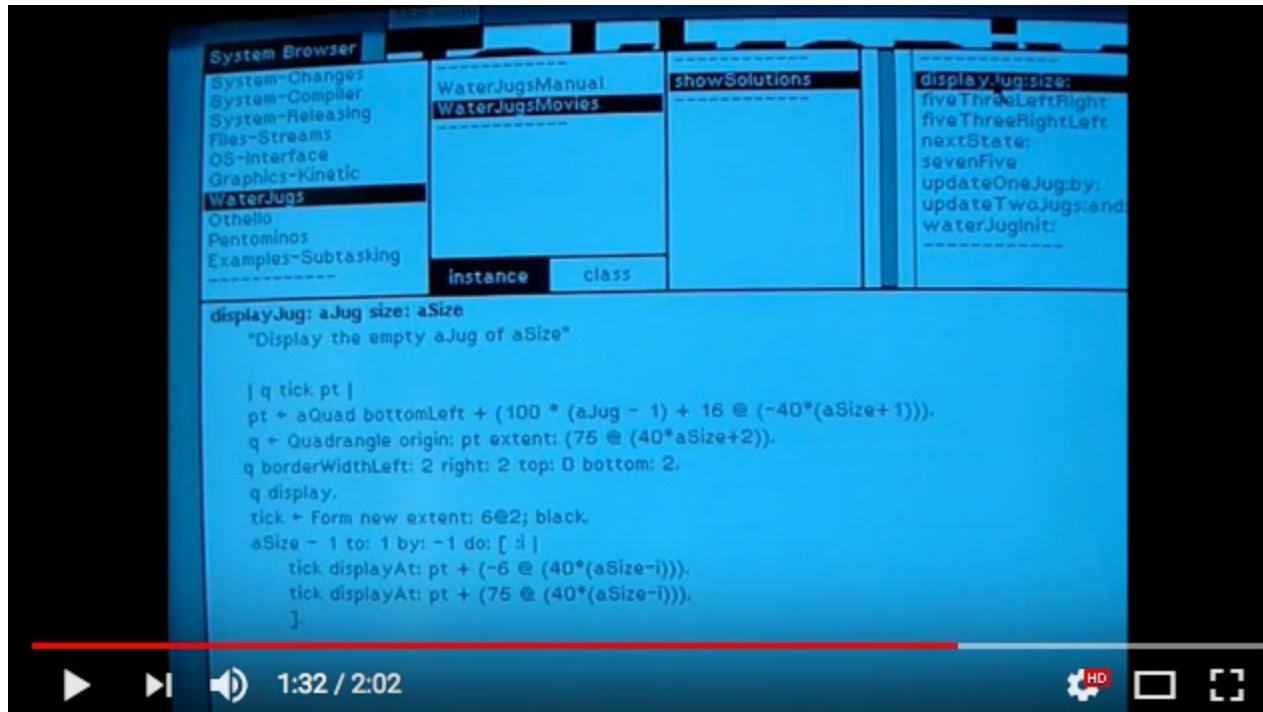 System Browser
System-Changes
System-Compiler
System-Releasing
Files-Streams
OS-Interface
Graphics-Kinetic
WaterJugs
Othello
Pentominos
Examples-Subtasking
------------
------------
WaterJugsManual
WaterJugsMovies
------------
instance
class
------------
showSolutions
------------
------------
displayJug:size:
fiveThreeLeftRight
fiveThreeRightLeft
nextState:
sevenFive
updateOneJug:by:
updateTwoJugs:and:
waterJugInit:
------------
displayJug: aJug size: aSize
"Display the empty aJug of aSize"
| q tick pt |
pt ← aQuad bottomLeft + (100 * (aJug - 1) + 16 @ (-40*(aSize+1))).
q ← Quadrangle origin: pt extent: (75 @ (40*aSize+2)).
q borderWidthLeft: 2 right: 2 top: 0 bottom: 2.
q display.
tick ← Form new extent: 6@2; black.
aSize - 1 to: 1 by: -1 do: [ :i |
tick displayAt: pt + (-6 @ (40*(aSize-i))).
tick displayAt: pt + (75 @ (40*(aSize-i))).
].
1:32 / 2:02
HD